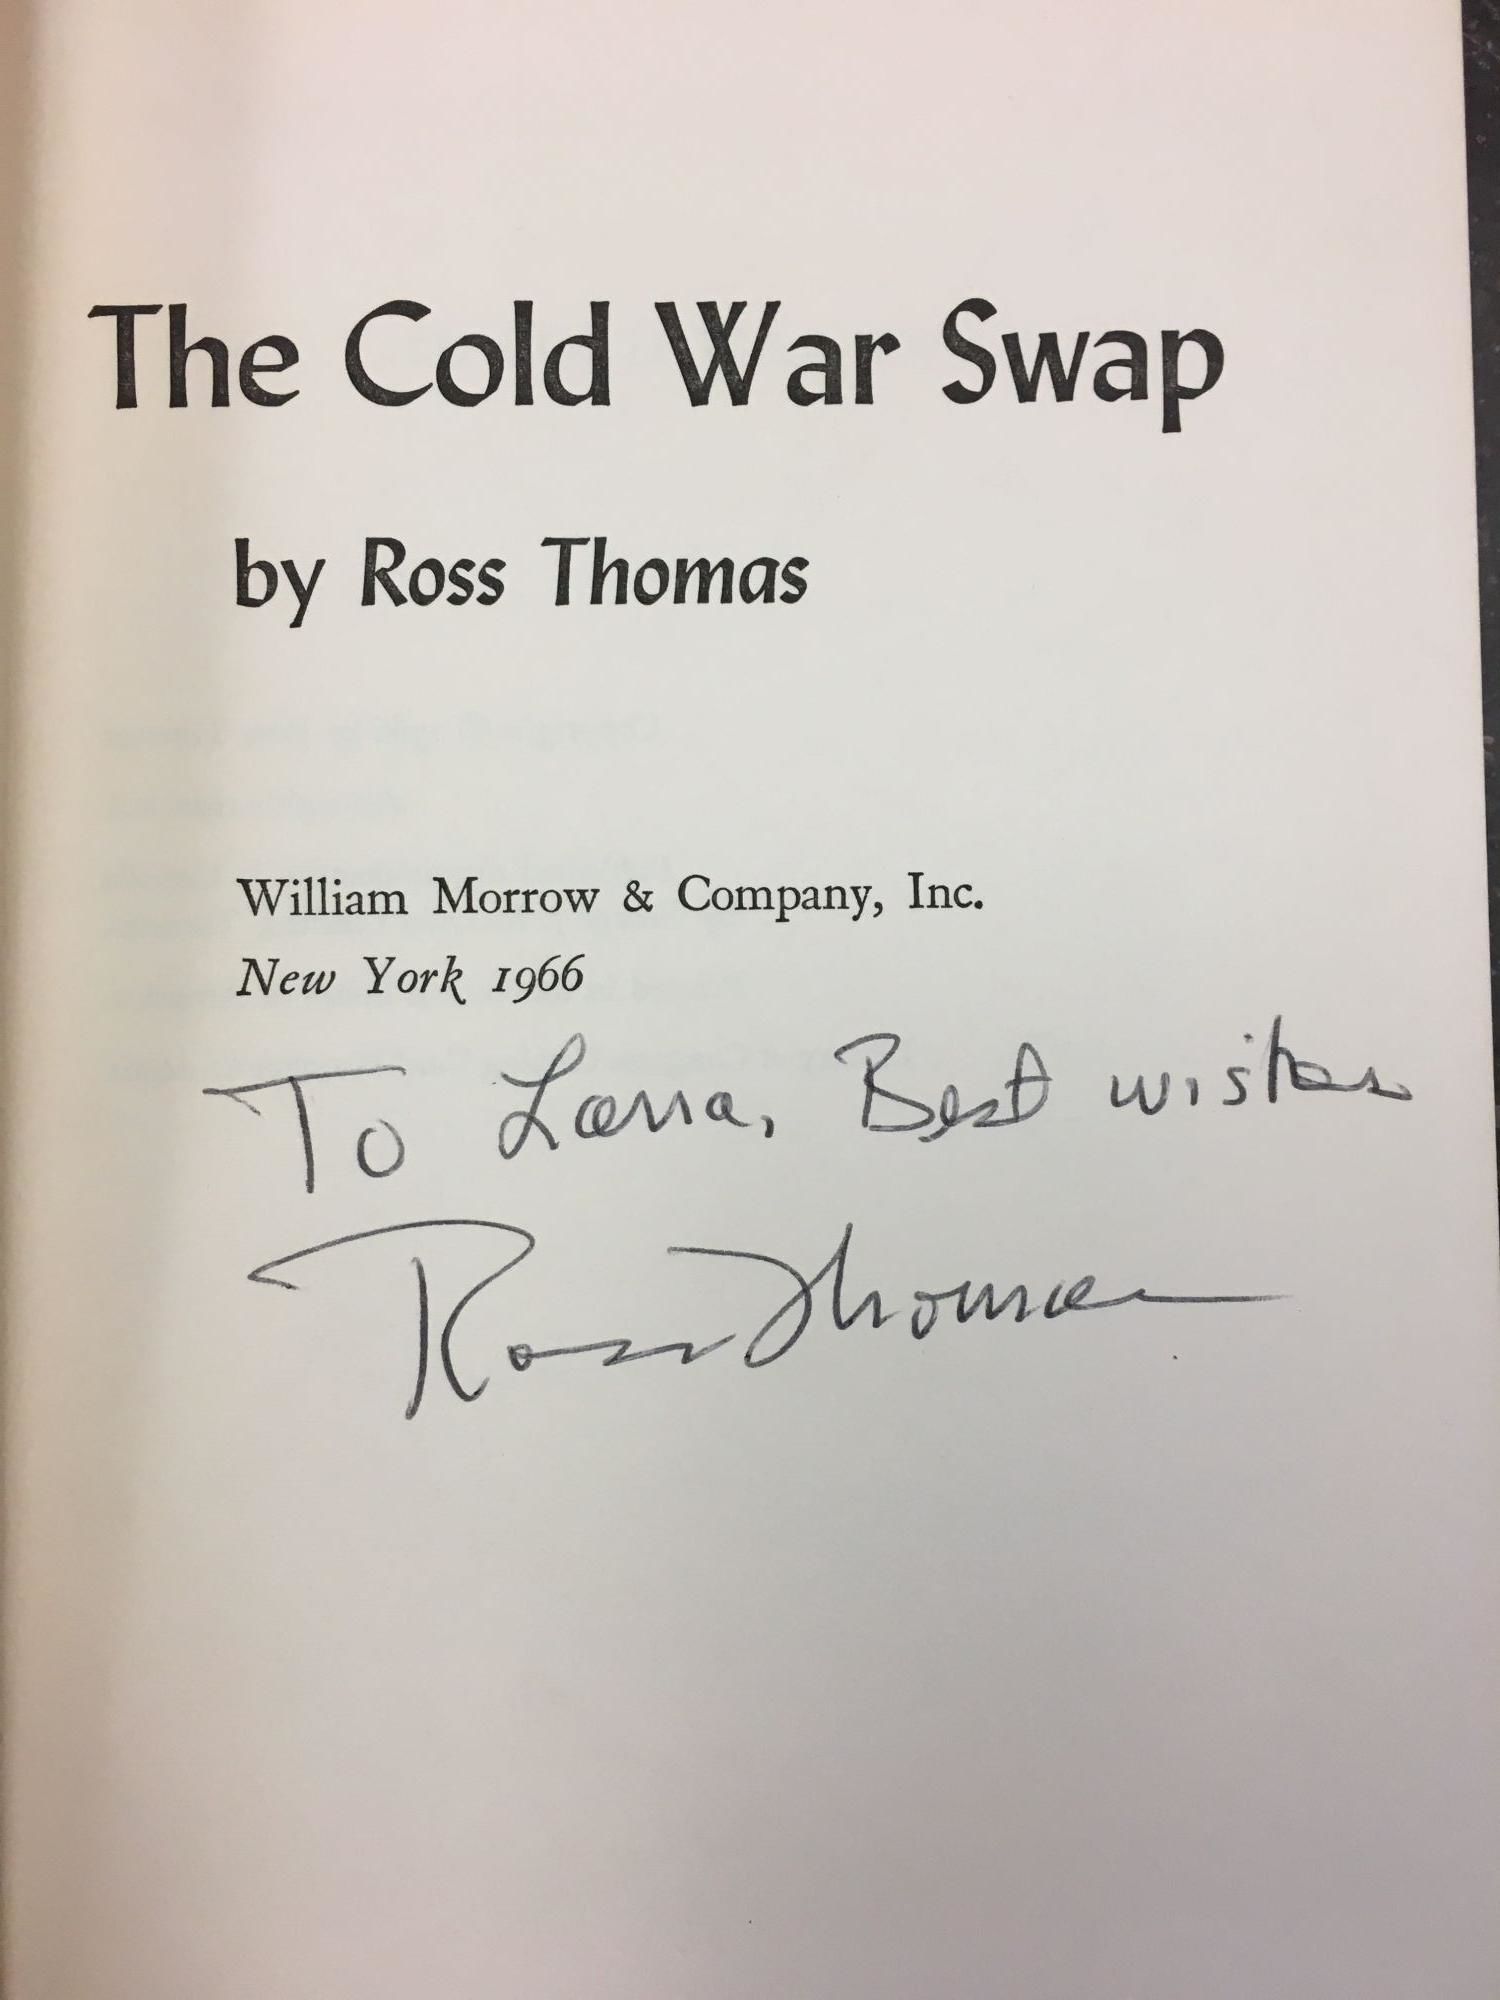 The Cold War Swap
by Ross Thomas
William Morrow & Company, Inc.
New York 1966
To Lorra, Best wishes
Ross Thomas